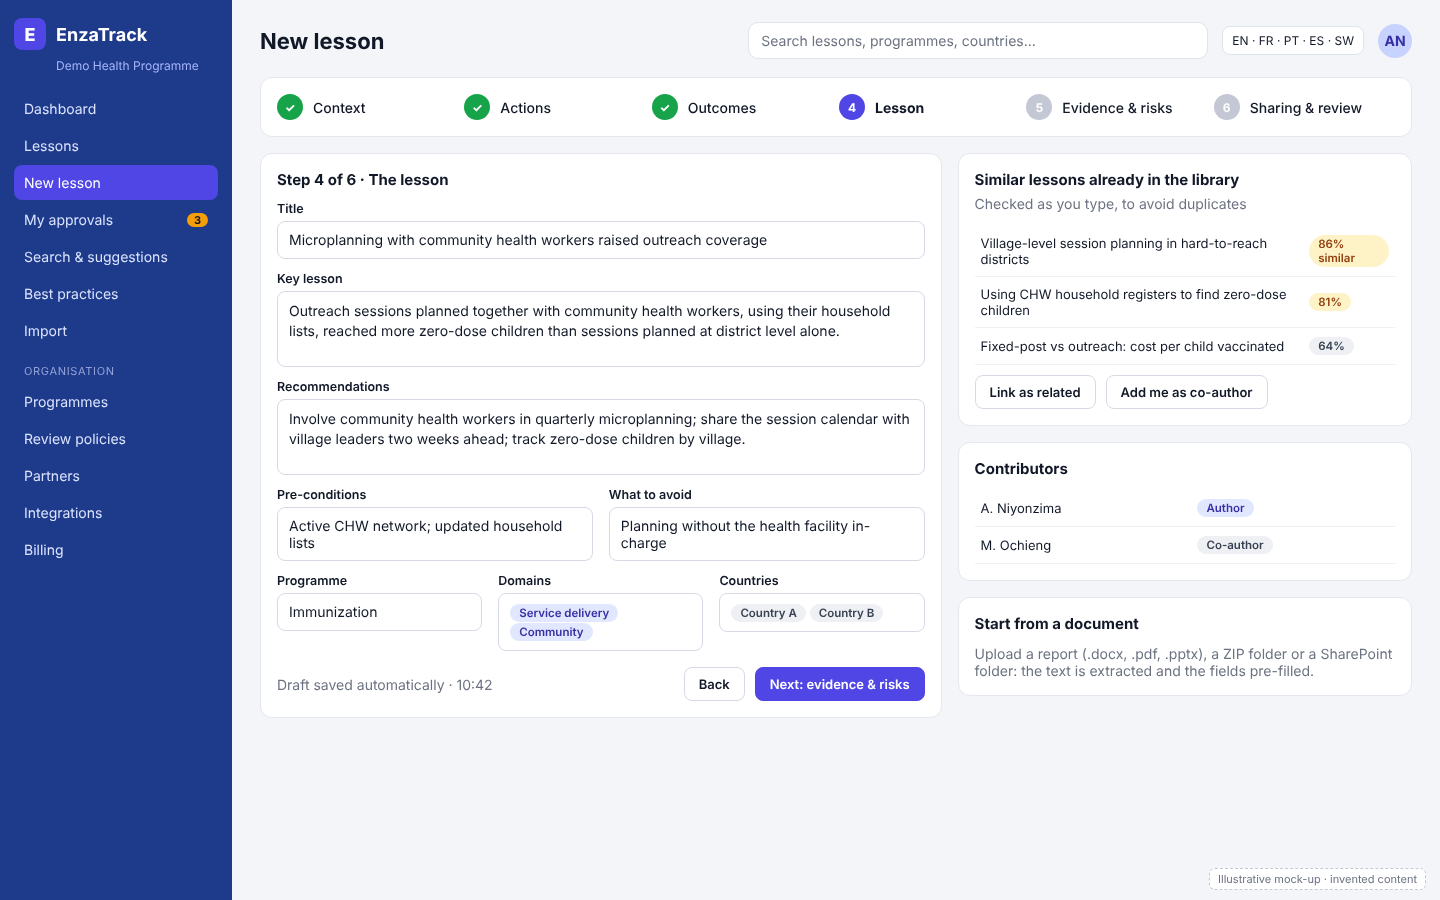 E EnzaTrack
Demo Health Programme
Dashboard
Lessons
New lesson
My approvals 3
Search & suggestions
Best practices
Import
ORGANISATION
Programmes
Review policies
Partners
Integrations
Billing
New lesson
Search lessons, programmes, countries...
EN · FR · PT · ES · SW
AN
✓ Context
✓ Actions
✓ Outcomes
4 Lesson
5 Evidence & risks
6 Sharing & review
Step 4 of 6 · The lesson
Title
Microplanning with community health workers raised outreach coverage
Key lesson
Outreach sessions planned together with community health workers, using their household
lists, reached more zero-dose children than sessions planned at district level alone.
Recommendations
Involve community health workers in quarterly microplanning; share the session calendar with
village leaders two weeks ahead; track zero-dose children by village.
Pre-conditions
Active CHW network; updated household
lists
What to avoid
Planning without the health facility in-
charge
Programme
Immunization
Domains
Service delivery
Community
Countries
Country A Country B
Draft saved automatically · 10:42
Back
Next: evidence & risks
Similar lessons already in the library
Checked as you type, to avoid duplicates
Village-level session planning in hard-to-reach
districts
86%
similar
Using CHW household registers to find zero-dose
children
81%
Fixed-post vs outreach: cost per child vaccinated
64%
Link as related
Add me as co-author
Contributors
A. Niyonzima Author
M. Ochieng Co-author
Start from a document
Upload a report (.docx, .pdf, .pptx), a ZIP folder or a SharePoint
folder: the text is extracted and the fields pre-filled.
Illustrative mock-up · invented content